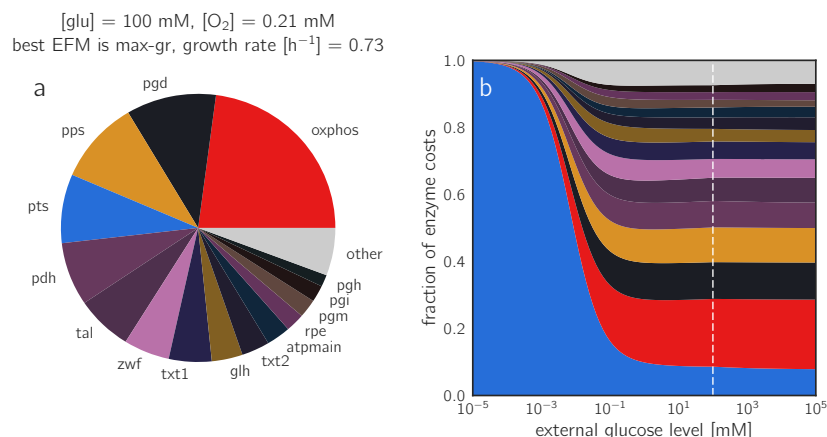 [glu] = 100 mM, [O₂] = 0.21 mM
best EFM is max-gr, growth rate [h⁻¹] = 0.73
a
pgd
oxphos
pps
pts
pdh
tal
zwf
txt1
glh
txt2
atpmain
rpe
pgm
pgi
pgh
other
b
fraction of enzyme costs
1.0
0.8
0.6
0.4
0.2
0.0
10⁻⁵ 10⁻³ 10⁻¹ 10¹ 10³ 10⁵
external glucose level [mM]